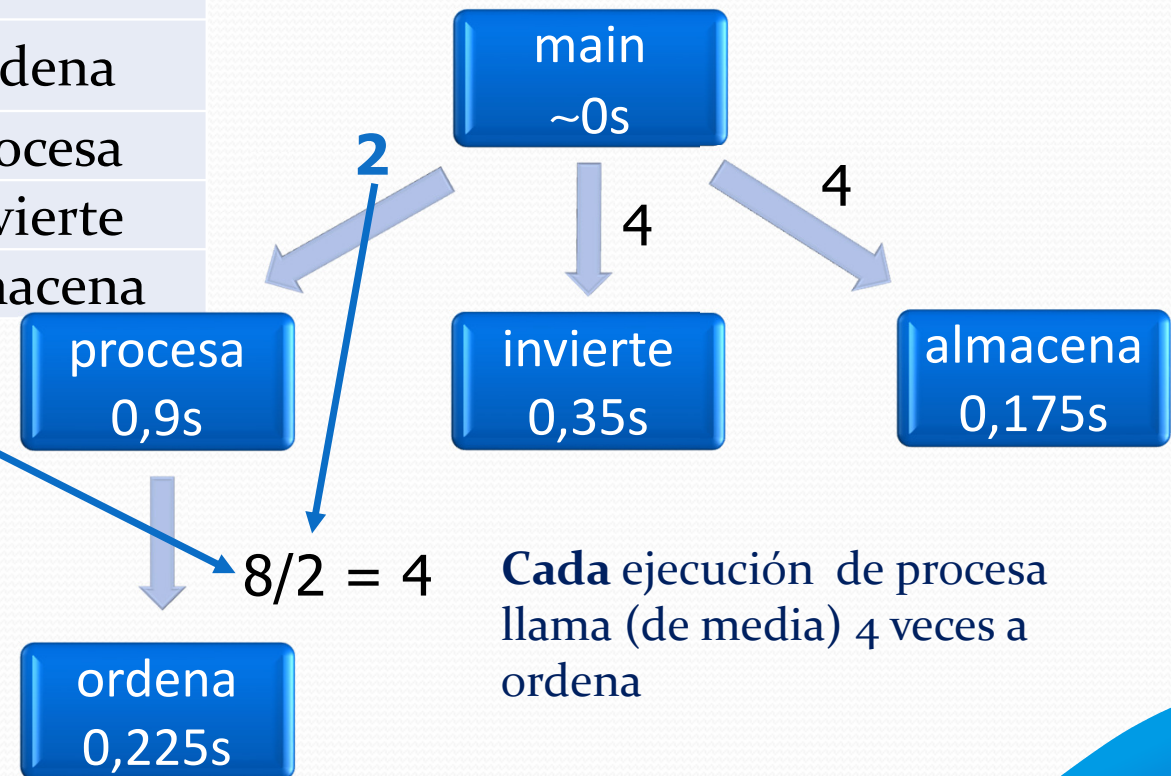 dena
ocesa
vierte
nacena
main
~0s
2
4
4
procesa
0,9s
invierte
0,35s
almacena
0,175s
8/2 = 4
Cada ejecución de procesa
llama (de media) 4 veces a
ordena
ordena
0,225s